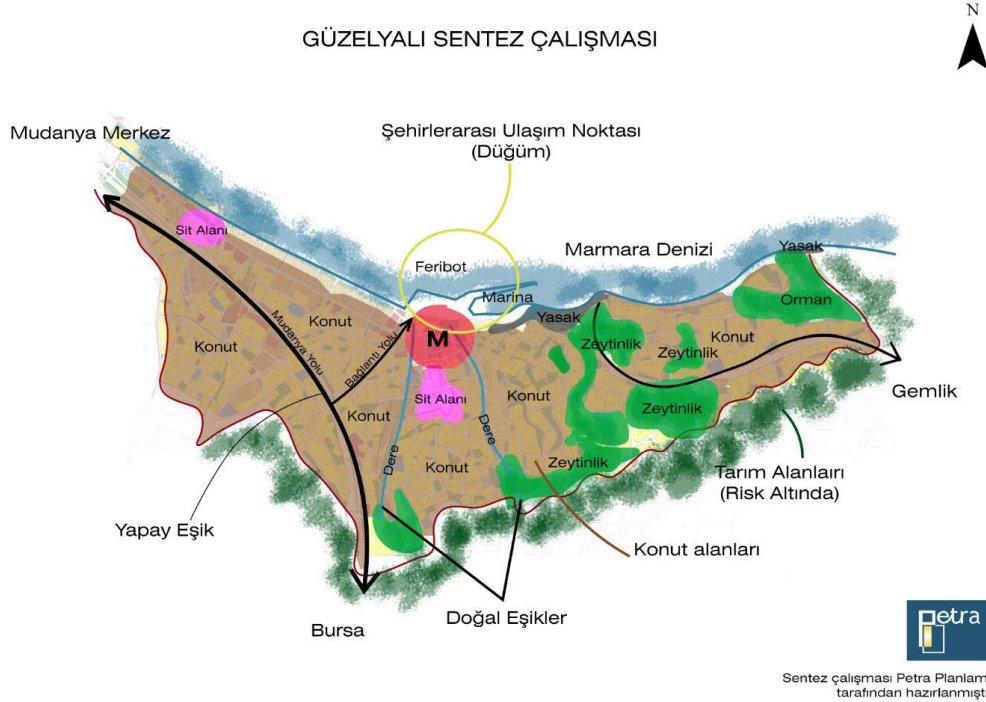 N
GÜZELYALI SENTEZ ÇALIŞMASI
Mudanya Merkez
Şehirlerarası Ulaşım Noktası
(Düğüm)
Sit Alanı
Feribot
Marmara Denizi
Yasak
Marina
Orman
Yasak
Konut
Mudanya Yolu
Bağlantı Yolu
M
Konut
Zeytinlik
Zeytinlik
Konut
Gemlik
Sit Alanı
Konut
Zeytinlik
Konut
Dere
Dere
Konut
Zeytinlik
Tarım Alanlaırı
(Risk Altında)
Yapay Eşik
Konut alanları
Doğal Eşikler
Bursa
Petra
Sentez çalışması Petra Planlam
tarafından hazırlanmışt